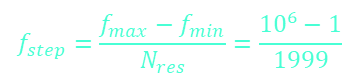 f_step = (f_max − f_min) / N_res = (10^6 − 1) / 1999